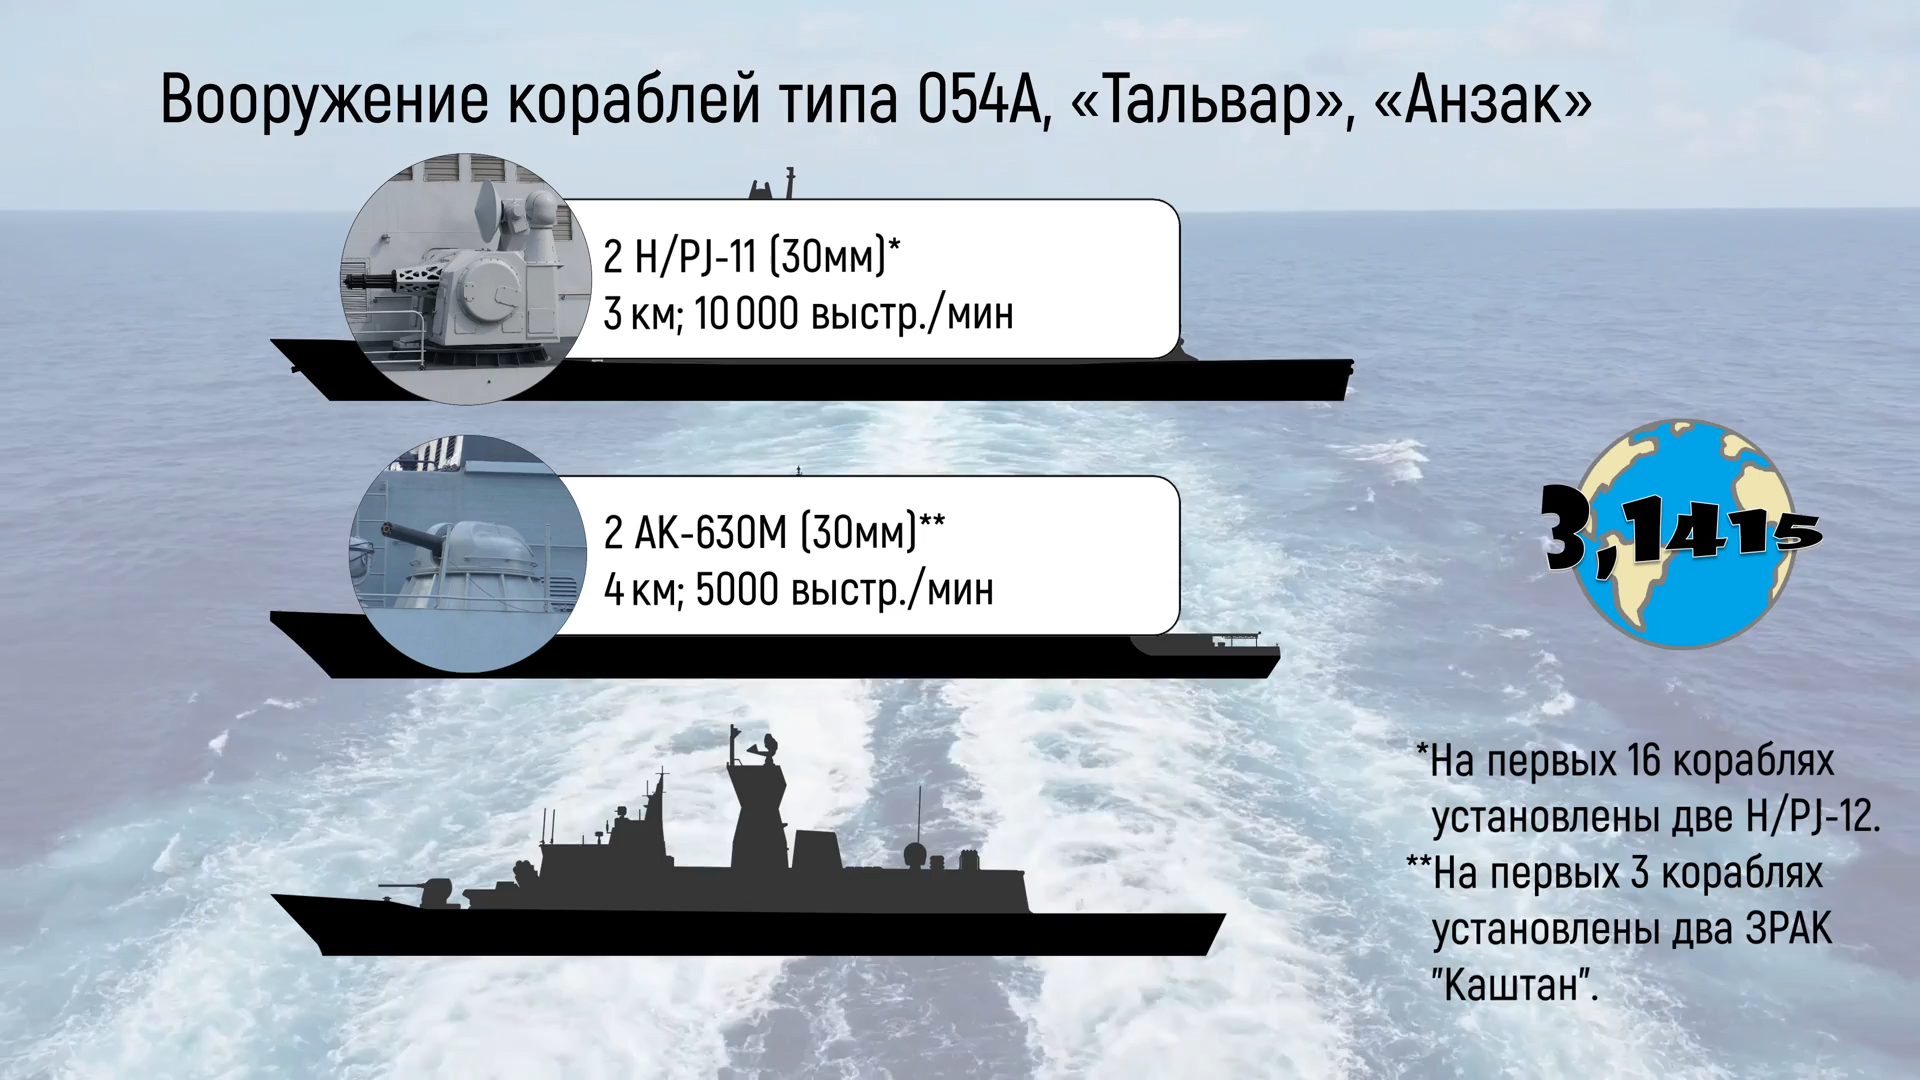 Вооружение кораблей типа 054А, «Тальвар», «Анзак»
2 H/PJ-11 (30мм)*
3 км; 10 000 выстр./мин
2 АК-630М (30мм)**
4 км; 5000 выстр./мин
3,1415
*На первых 16 кораблях
установлены две H/PJ-12.
**На первых 3 кораблях
установлены два ЗРАК
"Каштан".